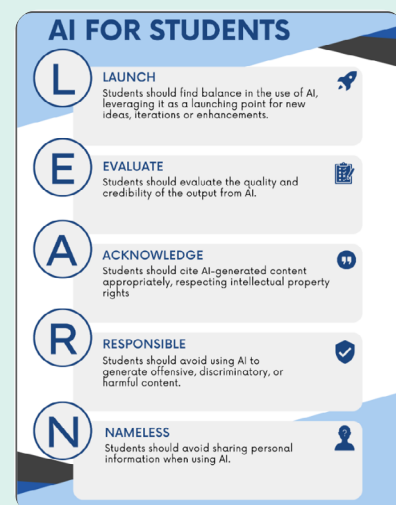 AI FOR STUDENTS
L
LAUNCH
Students should find balance in the use of AI,
leveraging it as a launching point for new
ideas, iterations or enhancements.
E
EVALUATE
Students should evaluate the quality and
credibility of the output from AI.
A
ACKNOWLEDGE
Students should cite AI-generated content
appropriately, respecting intellectual property
rights
R
RESPONSIBLE
Students should avoid using AI to
generate offensive, discriminatory, or
harmful content.
N
NAMELESS
Students should avoid sharing personal
information when using AI.